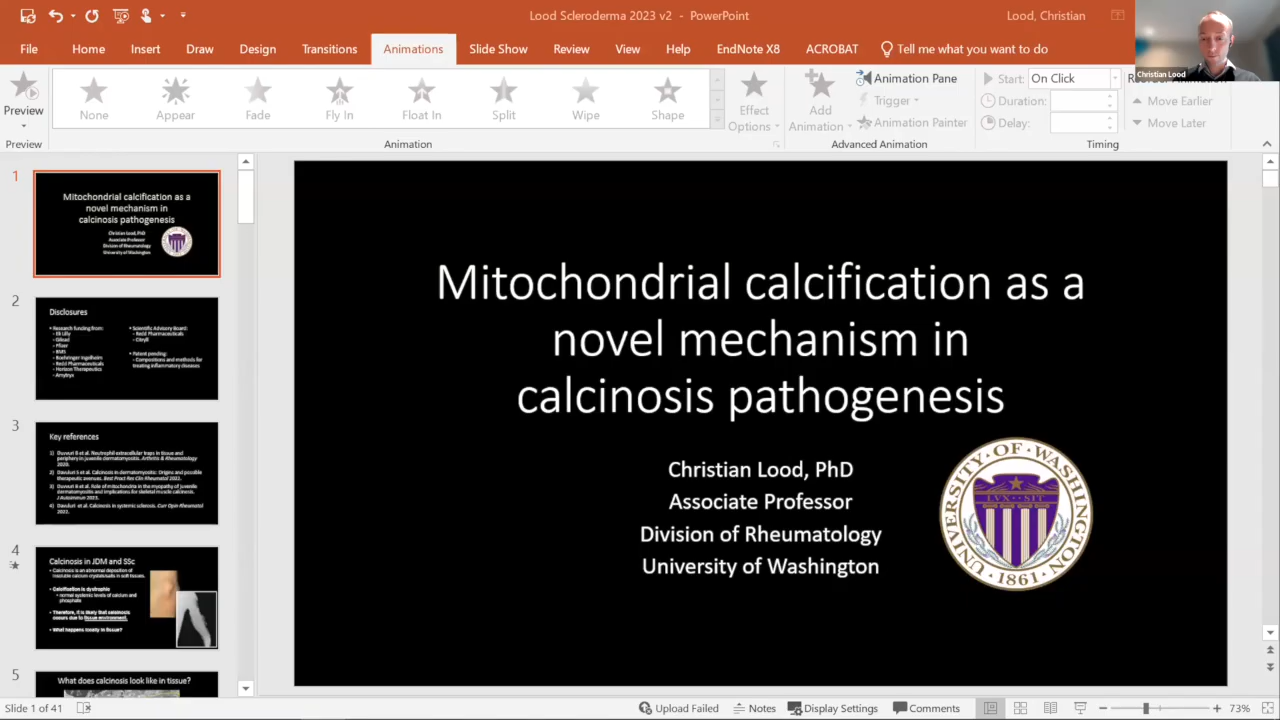 Lood Scleroderma 2023 v2 - PowerPoint
Lood, Christian
File Home Insert Draw Design Transitions Animations Slide Show Review View Help EndNote X8 ACROBAT Tell me what you want to do
Christian Lood
Preview
None Appear Fade Fly In Float In Split Wipe Shape
Effect Options
Add Animation
Animation Pane
Trigger
Animation Painter
Start: On Click
Duration:
Delay:
Move Earlier
Move Later
Preview Animation Advanced Animation Timing
1
Mitochondrial calcification as a
novel mechanism in
calcinosis pathogenesis
Christian Lood, PhD
Associate Professor
Division of Rheumatology
University of Washington
2
Disclosures
• Research funding from:
- Eli Lilly
- Gilead
- Pfizer
- BMS
- Boehringer Ingelheim
- Redd Pharmaceuticals
- Horizon Therapeutics
- Amytryx
• Scientific Advisory Board:
- Redd Pharmaceuticals
- Citryll
• Patent pending:
- Compositions and methods for
treating inflammatory diseases
3
Key references
1) Duvvuri B et al. Neutrophil extracellular traps in tissue and
periphery in juvenile dermatomyositis. Arthritis & Rheumatology
2020.
2) Davuluri S et al. Calcinosis in dermatomyositis: Origins and possible
therapeutic avenues. Best Pract Res Clin Rheumatol 2022.
3) Duvvuri B et al. Role of mitochondria in the myopathy of juvenile
dermatomyositis and implications for skeletal muscle calcinosis.
J Autoimmun 2023.
4) Davuluri et al. Calcinosis in systemic sclerosis. Curr Opin Rheumatol
2022.
4
Calcinosis in JDM and SSc
• Calcinosis is an abnormal deposition of
insoluble calcium crystals/salts in soft tissues.
• Calcification is dystrophic
- normal systemic levels of calcium and
phosphate
• Therefore, it is likely that calcinosis
occurs due to tissue environment.
• What happens locally in tissue?
5
What does calcinosis look like in tissue?
Mitochondrial calcification as a
novel mechanism in
calcinosis pathogenesis
Christian Lood, PhD
Associate Professor
Division of Rheumatology
University of Washington
UNIVERSITY OF WASHINGTON
LVX SIT
1861
Slide 1 of 41
Upload Failed Notes Display Settings Comments 73%